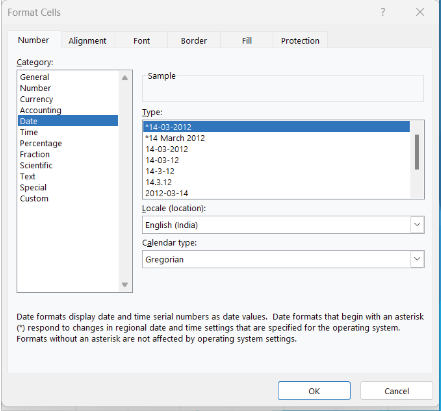 Format Cells ? ×
Number Alignment Font Border Fill Protection
Category:
General
Number
Currency
Accounting
Date
Time
Percentage
Fraction
Scientific
Text
Special
Custom
Sample
Type:
*14-03-2012
*14 March 2012
14-03-2012
14-03-12
14-3-12
14.3.12
2012-03-14
Locale (location):
English (India)
Calendar type:
Gregorian
Date formats display date and time serial numbers as date values. Date formats that begin with an asterisk
(*) respond to changes in regional date and time settings that are specified for the operating system.
Formats without an asterisk are not affected by operating system settings.
OK Cancel